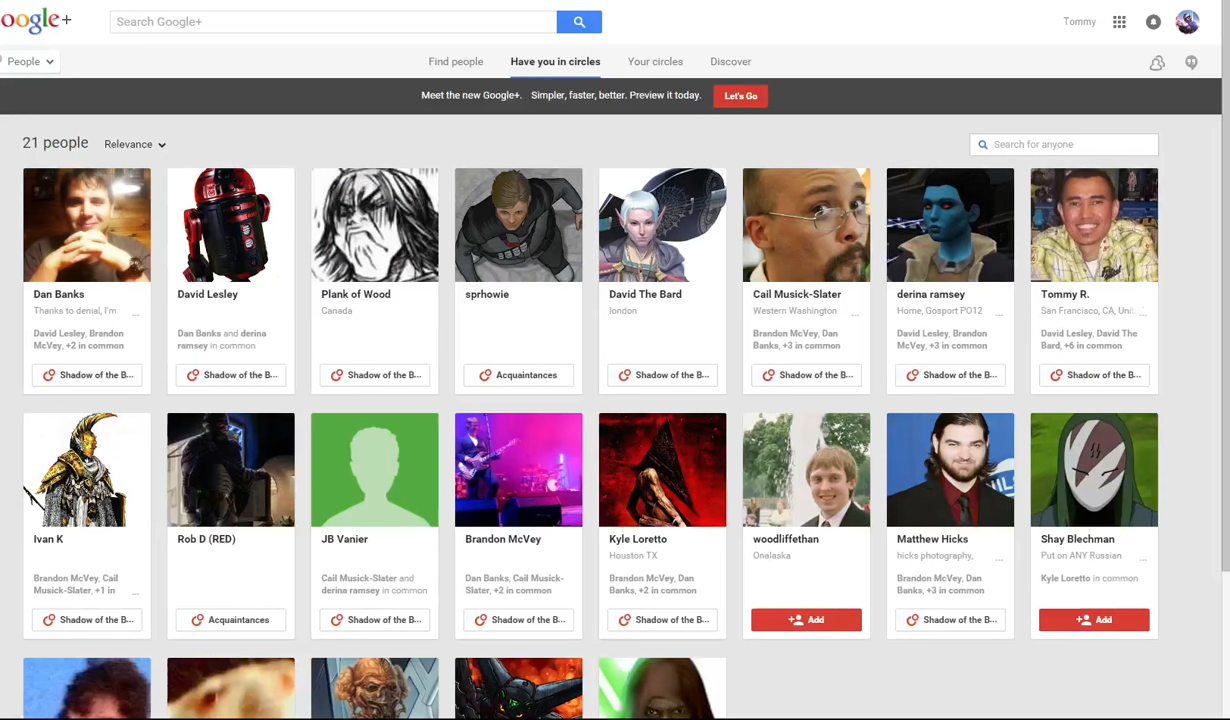 oogle+
Search Google+
Tommy
People
Find people
Have you in circles
Your circles
Discover
Meet the new Google+. Simpler, faster, better. Preview it today.
Let's Go
21 people
Relevance
Search for anyone
Dan Banks
Thanks to denial, I'm ...
David Lesley, Brandon
McVey, +2 in common
Shadow of the B...
David Lesley
Dan Banks and derina
ramsey in common
Shadow of the B...
Plank of Wood
Canada
Shadow of the B...
sprhowie
Acquaintances
David The Bard
london
Shadow of the B...
Cail Musick-Slater
Western Washington ...
Brandon McVey, Dan
Banks, +3 in common
Shadow of the B...
derina ramsey
Home, Gosport PO12 ...
David Lesley, Brandon
McVey, +3 in common
Shadow of the B...
Tommy R.
San Francisco, CA, Uni...
David Lesley, David The
Bard, +6 in common
Shadow of the B...
Ivan K
Brandon McVey, Cail
Musick-Slater, +1 in ...
Shadow of the B...
Rob D (RED)
Acquaintances
JB Vanier
Cail Musick-Slater and
derina ramsey in common
Shadow of the B...
Brandon McVey
Dan Banks, Cail Musick-
Slater, +2 in common
Shadow of the B...
Kyle Loretto
Houston TX
Brandon McVey, Dan
Banks, +2 in common
Shadow of the B...
woodliffethan
Onalaska
Add
Matthew Hicks
hicks photography, ...
Brandon McVey, Dan
Banks, +3 in common
Shadow of the B...
Shay Blechman
Put on ANY Russian ...
Kyle Loretto in common
Add